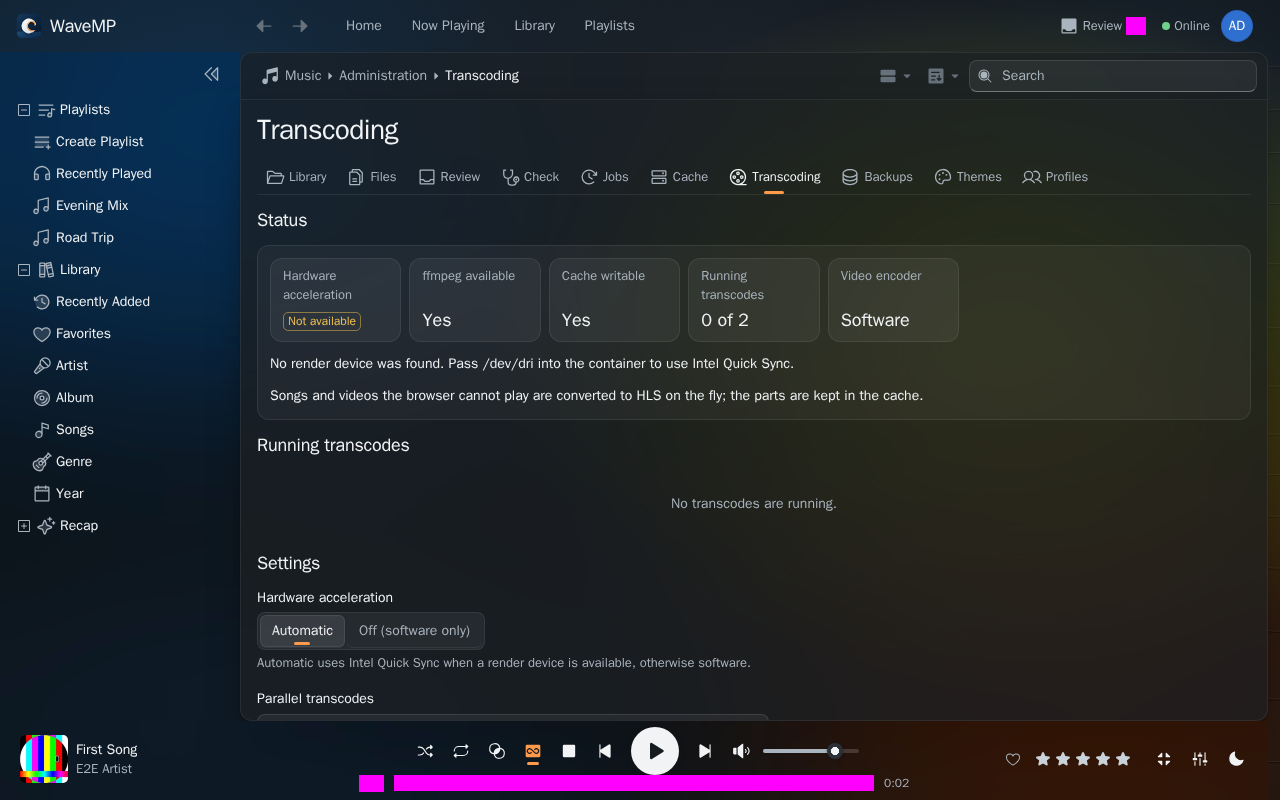 WaveMP
Home
Now Playing
Library
Playlists
Review
Online
AD
Music
Administration
Transcoding
Search
Playlists
Create Playlist
Recently Played
Evening Mix
Road Trip
Library
Recently Added
Favorites
Artist
Album
Songs
Genre
Year
Recap
Transcoding
Library
Files
Review
Check
Jobs
Cache
Transcoding
Backups
Themes
Profiles
Status
Hardware
acceleration
Not available
ffmpeg available
Yes
Cache writable
Yes
Running
transcodes
0 of 2
Video encoder
Software
No render device was found. Pass /dev/dri into the container to use Intel Quick Sync.
Songs and videos the browser cannot play are converted to HLS on the fly; the parts are kept in the cache.
Running transcodes
No transcodes are running.
Settings
Hardware acceleration
Automatic
Off (software only)
Automatic uses Intel Quick Sync when a render device is available, otherwise software.
Parallel transcodes
First Song
E2E Artist
0:02